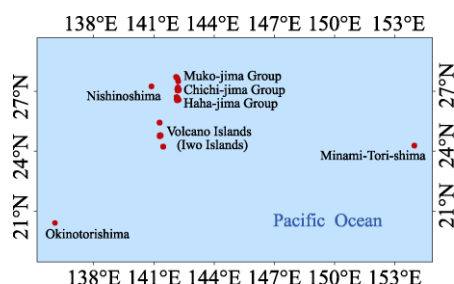 138°E 141°E 144°E 147°E 150°E 153°E
Muko-jima Group
27°N Nishinoshima Chichi-jima Group 27°N
Haha-jima Group
Volcano Islands
24°N (Iwo Islands) Minami-Tori-shima 24°N
21°N Pacific Ocean 21°N
Okinotorishima
138°E 141°E 144°E 147°E 150°E 153°E